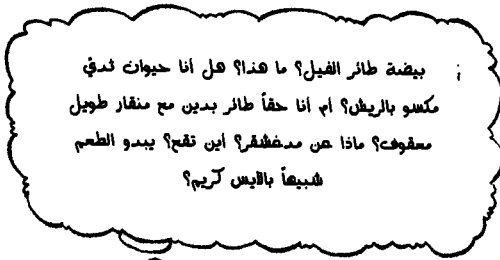 بيضة طائر الفيل؟ ما هذا؟ هل أنا حيوان ثديي
مكسو بالريش؟ أم أنا حقاً طائر بدين مع منقار طويل
معقوف؟ ماذا عن مدغشقر؟ أين تقع؟ يبدو الطعم
شبيهاً بالآيس كريم؟